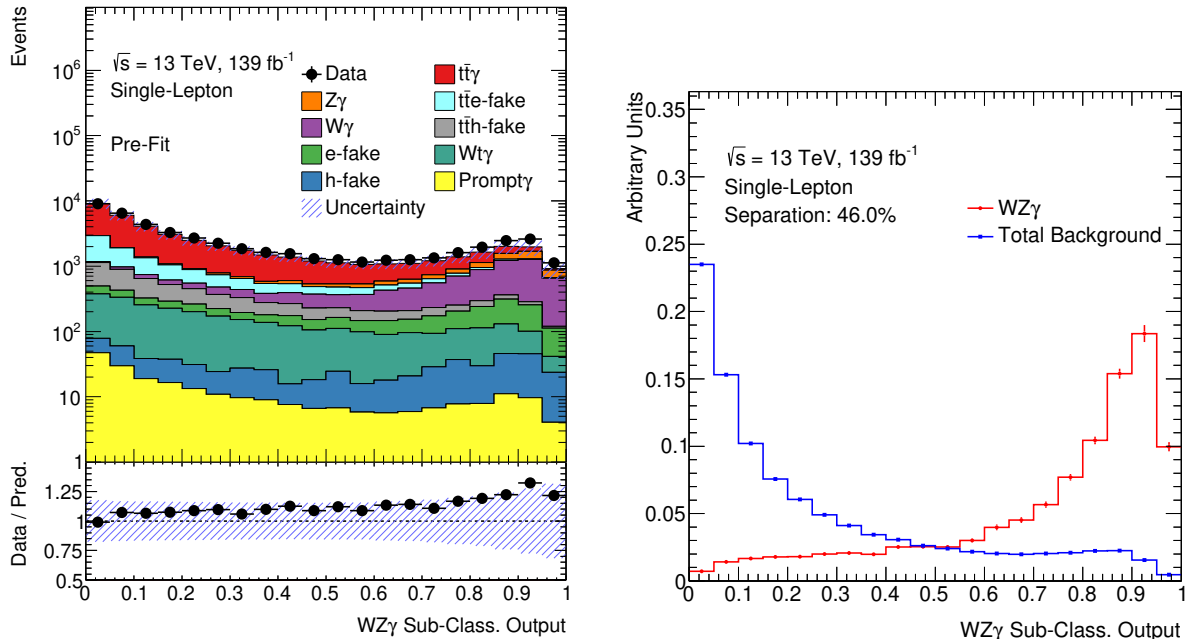 Events
10⁶
10⁵
10⁴
10³
10²
10
1
√s = 13 TeV, 139 fb⁻¹
Single-Lepton
Pre-Fit
Data
Zγ
Wγ
e-fake
h-fake
Uncertainty
tt̄γ
tt̄e-fake
tt̄h-fake
Wtγ
Promptγ
Data / Pred.
1
1.25
1
0.75
0.5
0 0.1 0.2 0.3 0.4 0.5 0.6 0.7 0.8 0.9 1
WZγ Sub-Class. Output
Arbitrary Units
0.35
0.3
0.25
0.2
0.15
0.1
0.05
0
√s = 13 TeV, 139 fb⁻¹
Single-Lepton
Separation: 46.0%
WZγ
Total Background
0 0.1 0.2 0.3 0.4 0.5 0.6 0.7 0.8 0.9 1
WZγ Sub-Class. Output